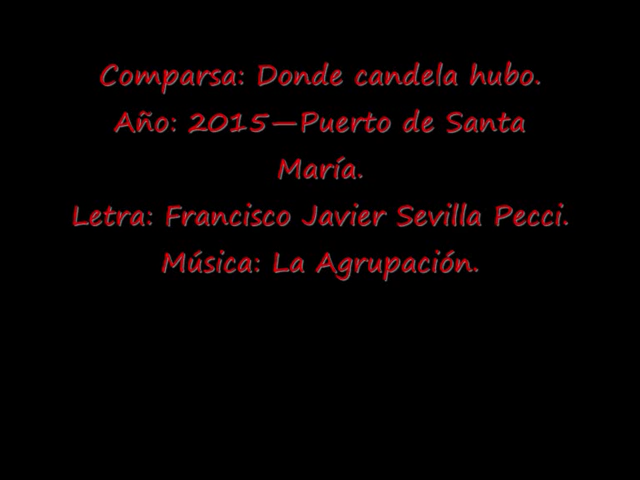 Comparsa: Donde candela hubo.
Año: 2015—Puerto de Santa
María.
Letra: Francisco Javier Sevilla Pecci.
Música: La Agrupación.